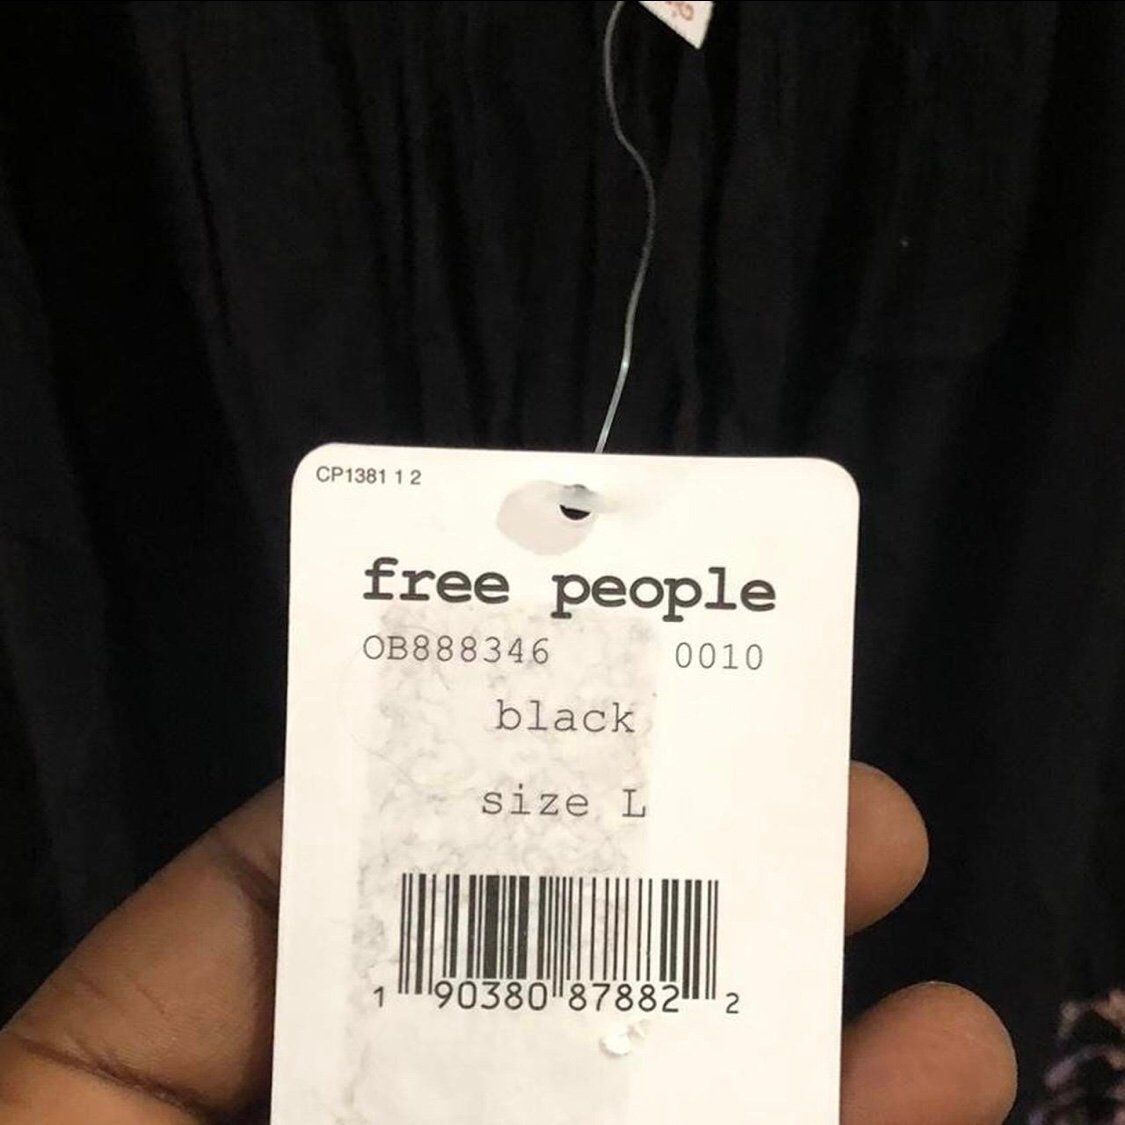 CP1381 1 2
free people
OB888346 0010
black
size L
1 90380 87882 2